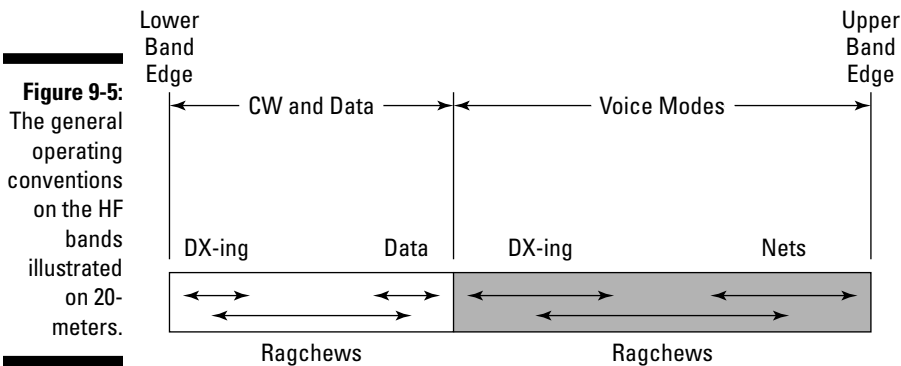 Figure 9-5:
The general
operating
conventions
on the HF
bands
illustrated
on 20-
meters.
Lower
Band
Edge
Upper
Band
Edge
CW and Data
Voice Modes
DX-ing
Data
DX-ing
Nets
Ragchews
Ragchews